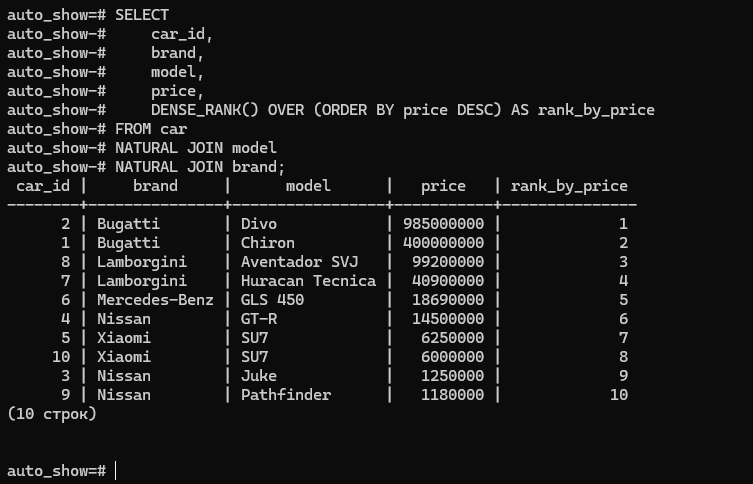 auto_show=# SELECT
auto_show-#     car_id,
auto_show-#     brand,
auto_show-#     model,
auto_show-#     price,
auto_show-#     DENSE_RANK() OVER (ORDER BY price DESC) AS rank_by_price
auto_show-# FROM car
auto_show-# NATURAL JOIN model
auto_show-# NATURAL JOIN brand;
 car_id |     brand     |      model      |   price   | rank_by_price
--------+---------------+-----------------+-----------+---------------
      2 | Bugatti       | Divo            | 985000000 |             1
      1 | Bugatti       | Chiron          | 400000000 |             2
      8 | Lamborgini    | Aventador SVJ   |  99200000 |             3
      7 | Lamborgini    | Huracan Tecnica |  40900000 |             4
      6 | Mercedes-Benz | GLS 450         |  18690000 |             5
      4 | Nissan        | GT-R            |  14500000 |             6
      5 | Xiaomi        | SU7             |   6250000 |             7
     10 | Xiaomi        | SU7             |   6000000 |             8
      3 | Nissan        | Juke            |   1250000 |             9
      9 | Nissan        | Pathfinder      |   1180000 |            10
(10 строк)
auto_show=#